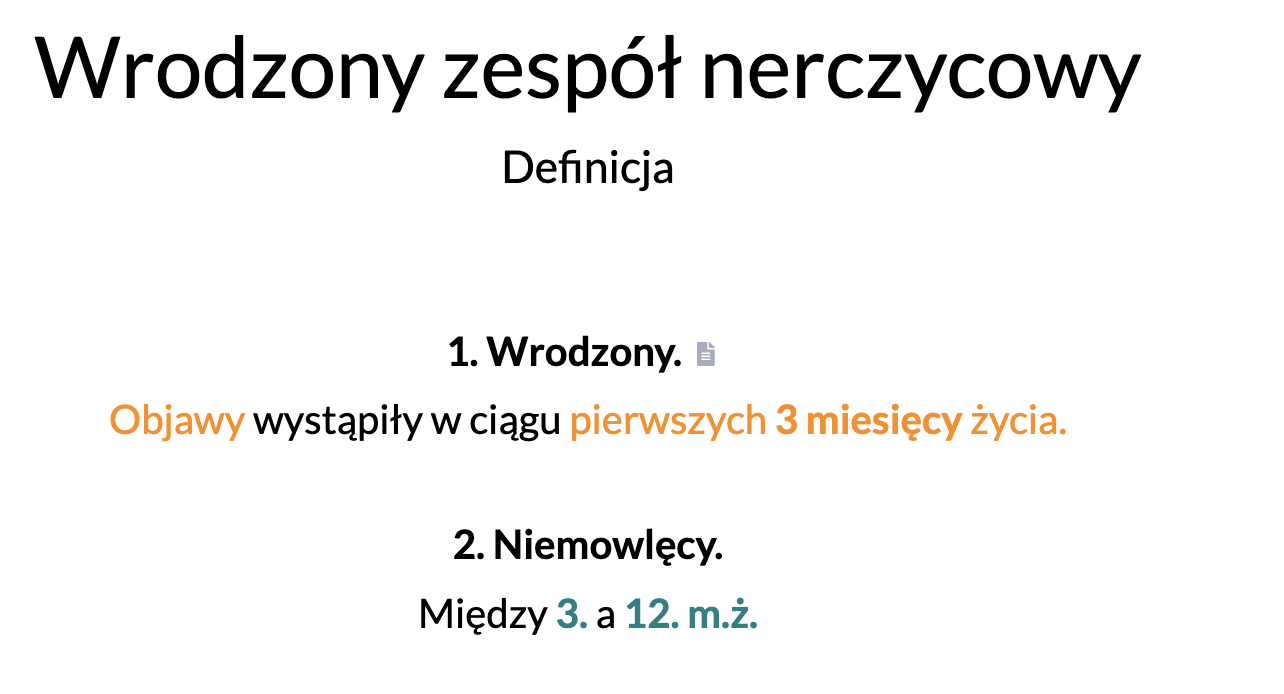 Wrodzony zespół nerczycowy
Definicja
1. Wrodzony.
Objawy wystąpiły w ciągu pierwszych 3 miesięcy życia.
2. Niemowlęcy.
Między 3. a 12. m.ż.